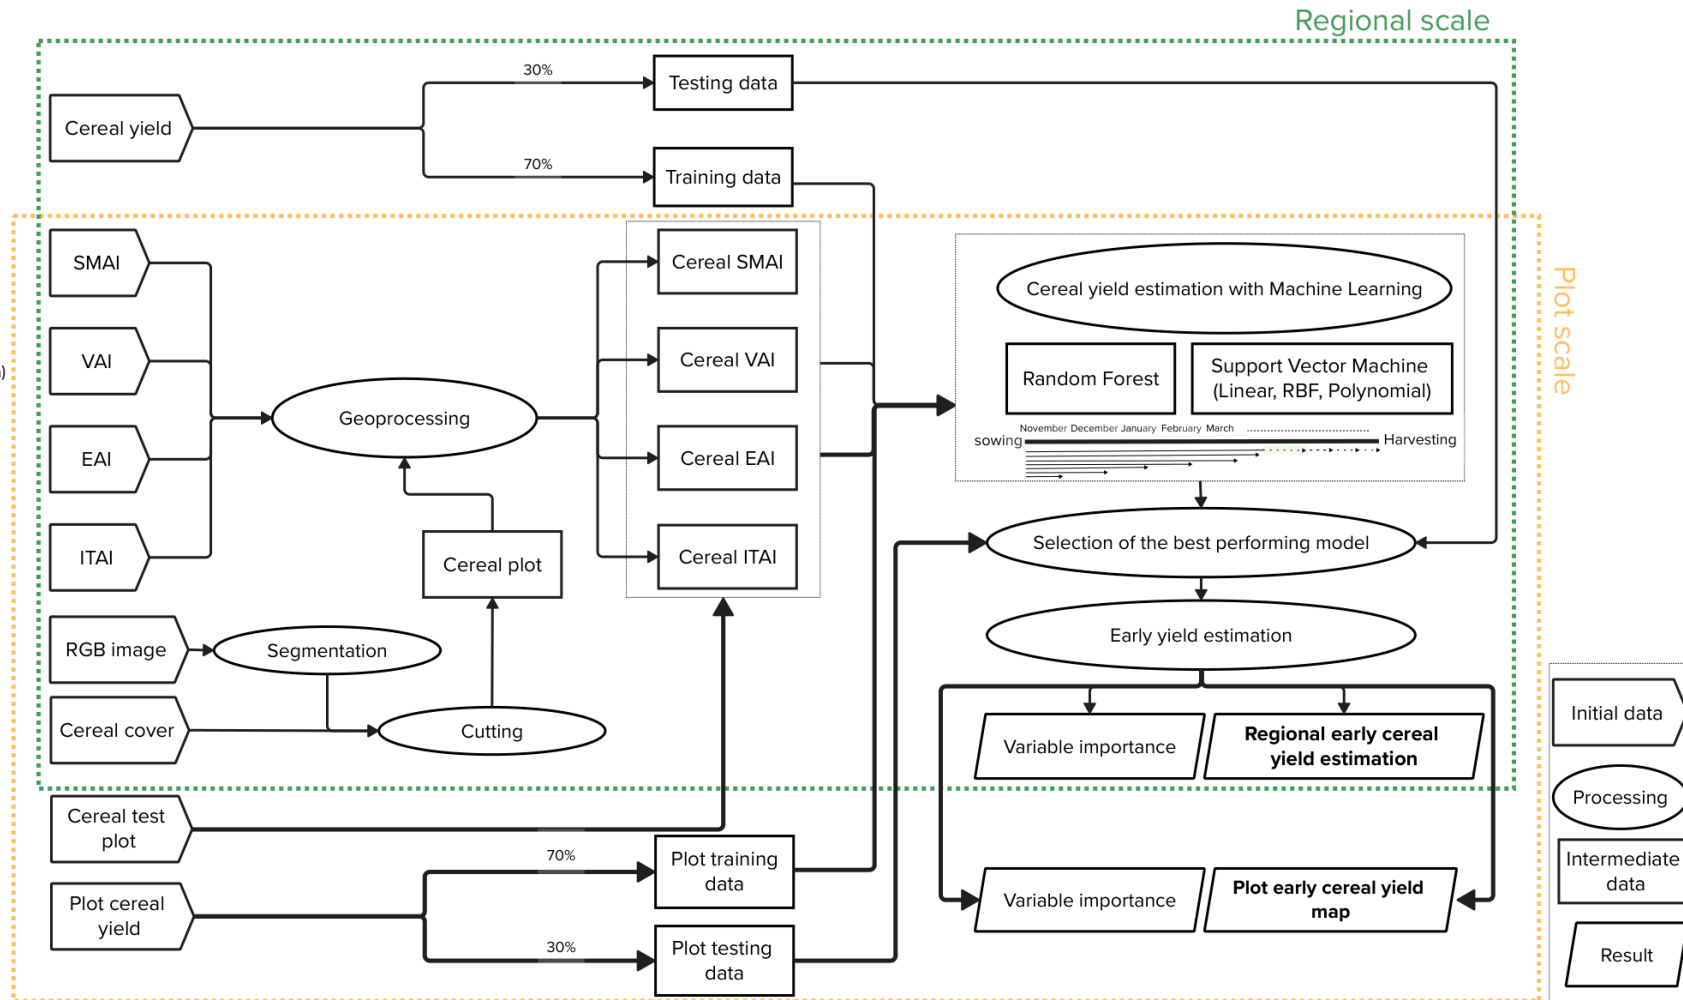 Regional scale
30%
Testing data
Cereal yield
70%
Training data
SMAI
Cereal SMAI
Cereal yield estimation with Machine Learning
Plot scale
VAI
Cereal VAI
Random Forest
Support Vector Machine
(Linear, RBF, Polynomial)
)
Geoprocessing
November December January February March
sowing
Harvesting
EAI
Cereal EAI
ITAI
Cereal plot
Cereal ITAI
Selection of the best performing model
RGB image
Segmentation
Early yield estimation
Cereal cover
Cutting
Variable importance
Regional early cereal
yield estimation
Initial data
Cereal test
plot
Processing
70%
Plot training
data
Intermediate
data
Plot cereal
yield
Variable importance
Plot early cereal yield
map
30%
Plot testing
data
Result